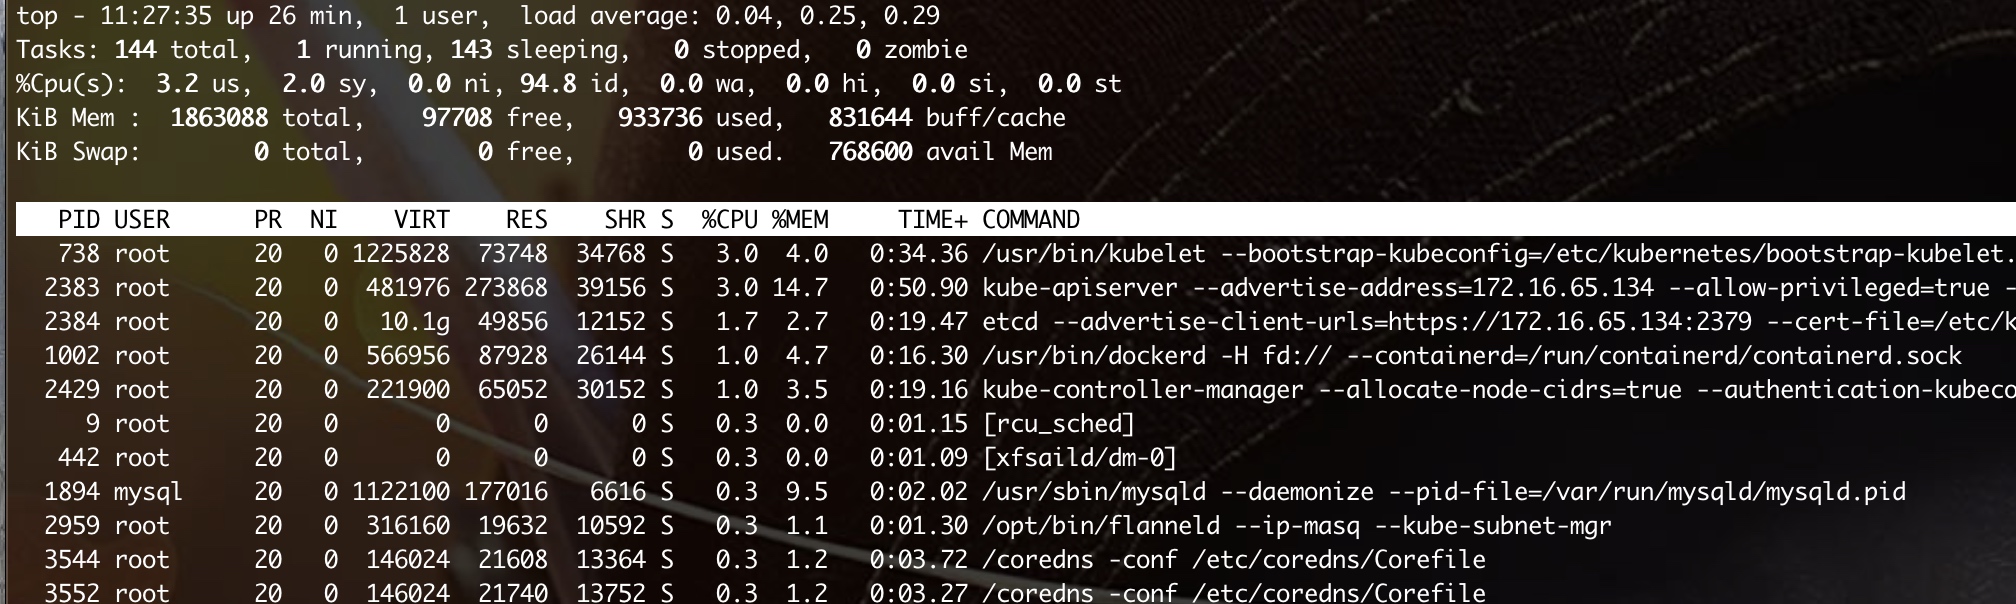 top - 11:27:35 up 26 min,  1 user,  load average: 0.04, 0.25, 0.29
Tasks: 144 total,   1 running, 143 sleeping,   0 stopped,   0 zombie
%Cpu(s):  3.2 us,  2.0 sy,  0.0 ni, 94.8 id,  0.0 wa,  0.0 hi,  0.0 si,  0.0 st
KiB Mem :  1863088 total,    97708 free,   933736 used,   831644 buff/cache
KiB Swap:        0 total,        0 free,        0 used.   768600 avail Mem
PID USER      PR  NI    VIRT    RES    SHR S  %CPU %MEM     TIME+ COMMAND
738 root      20   0 1225828  73748  34768 S   3.0  4.0   0:34.36 /usr/bin/kubelet --bootstrap-kubeconfig=/etc/kubernetes/bootstrap-kubelet.
2383 root      20   0  481976 273868  39156 S   3.0 14.7   0:50.90 kube-apiserver --advertise-address=172.16.65.134 --allow-privileged=true -
2384 root      20   0   10.1g  49856  12152 S   1.7  2.7   0:19.47 etcd --advertise-client-urls=https://172.16.65.134:2379 --cert-file=/etc/k
1002 root      20   0  566956  87928  26144 S   1.0  4.7   0:16.30 /usr/bin/dockerd -H fd:// --containerd=/run/containerd/containerd.sock
2429 root      20   0  221900  65052  30152 S   1.0  3.5   0:19.16 kube-controller-manager --allocate-node-cidrs=true --authentication-kubeco
9 root      20   0       0      0      0 S   0.3  0.0   0:01.15 [rcu_sched]
442 root      20   0       0      0      0 S   0.3  0.0   0:01.09 [xfsaild/dm-0]
1894 mysql     20   0 1122100 177016   6616 S   0.3  9.5   0:02.02 /usr/sbin/mysqld --daemonize --pid-file=/var/run/mysqld/mysqld.pid
2959 root      20   0  316160  19632  10592 S   0.3  1.1   0:01.30 /opt/bin/flanneld --ip-masq --kube-subnet-mgr
3544 root      20   0  146024  21608  13364 S   0.3  1.2   0:03.72 /coredns -conf /etc/coredns/Corefile
3552 root      20   0  146024  21740  13752 S   0.3  1.2   0:03.27 /coredns -conf /etc/coredns/Corefile